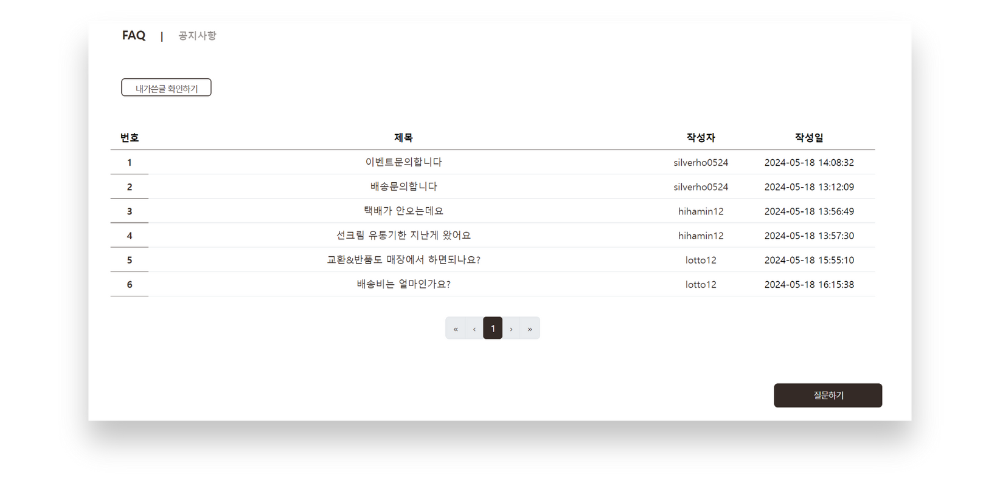 FAQ | 공지사항
내가쓴글 확인하기
번호 제목 작성자 작성일
1 이벤트문의합니다 silverho0524 2024-05-18 14:08:32
2 배송문의합니다 silverho0524 2024-05-18 13:12:09
3 택배가 안오는데요 hihamin12 2024-05-18 13:56:49
4 선크림 유통기한 지난게 왔어요 hihamin12 2024-05-18 13:57:30
5 교환&반품도 매장에서 하면되나요? lotto12 2024-05-18 15:55:10
6 배송비는 얼마인가요? lotto12 2024-05-18 16:15:38
« ‹ 1 › »
질문하기